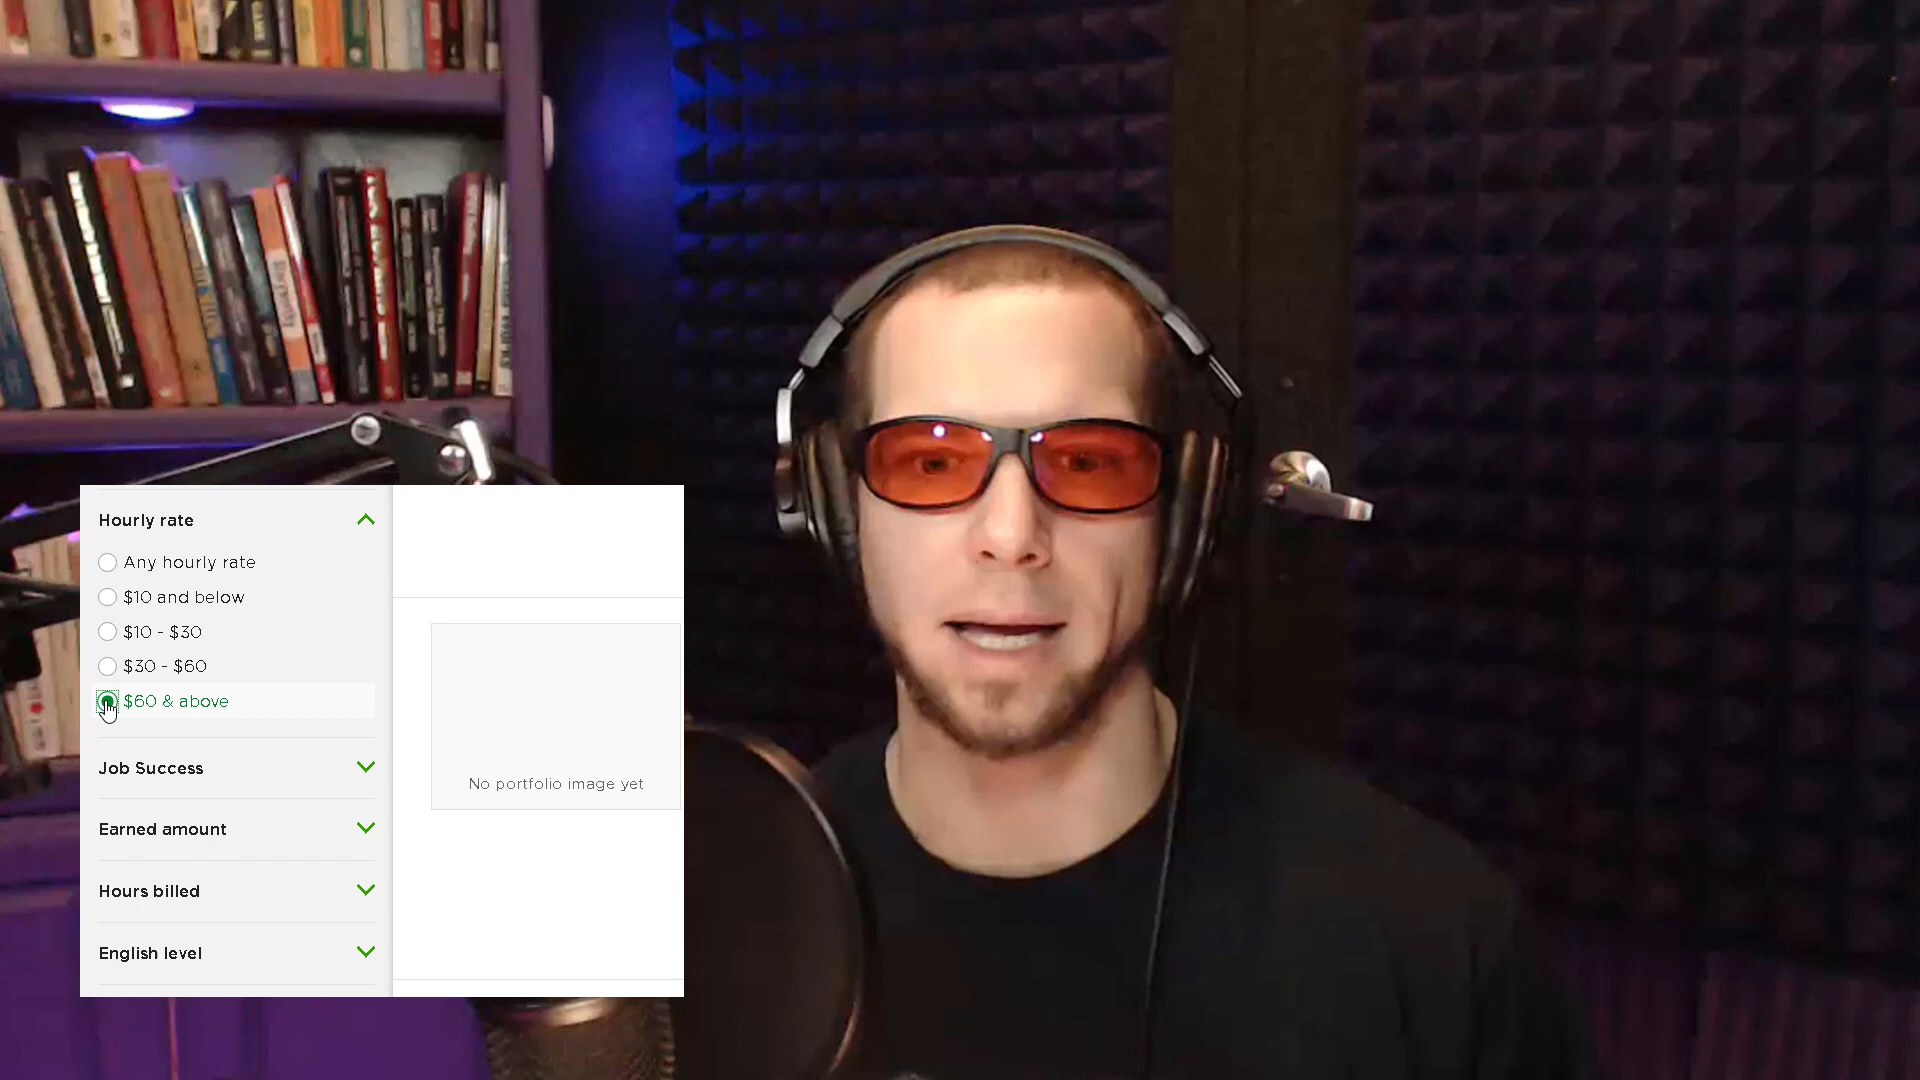 Hourly rate
Any hourly rate
$10 and below
$10 - $30
$30 - $60
$60 & above
Job Success
Earned amount
Hours billed
English level
No portfolio image yet